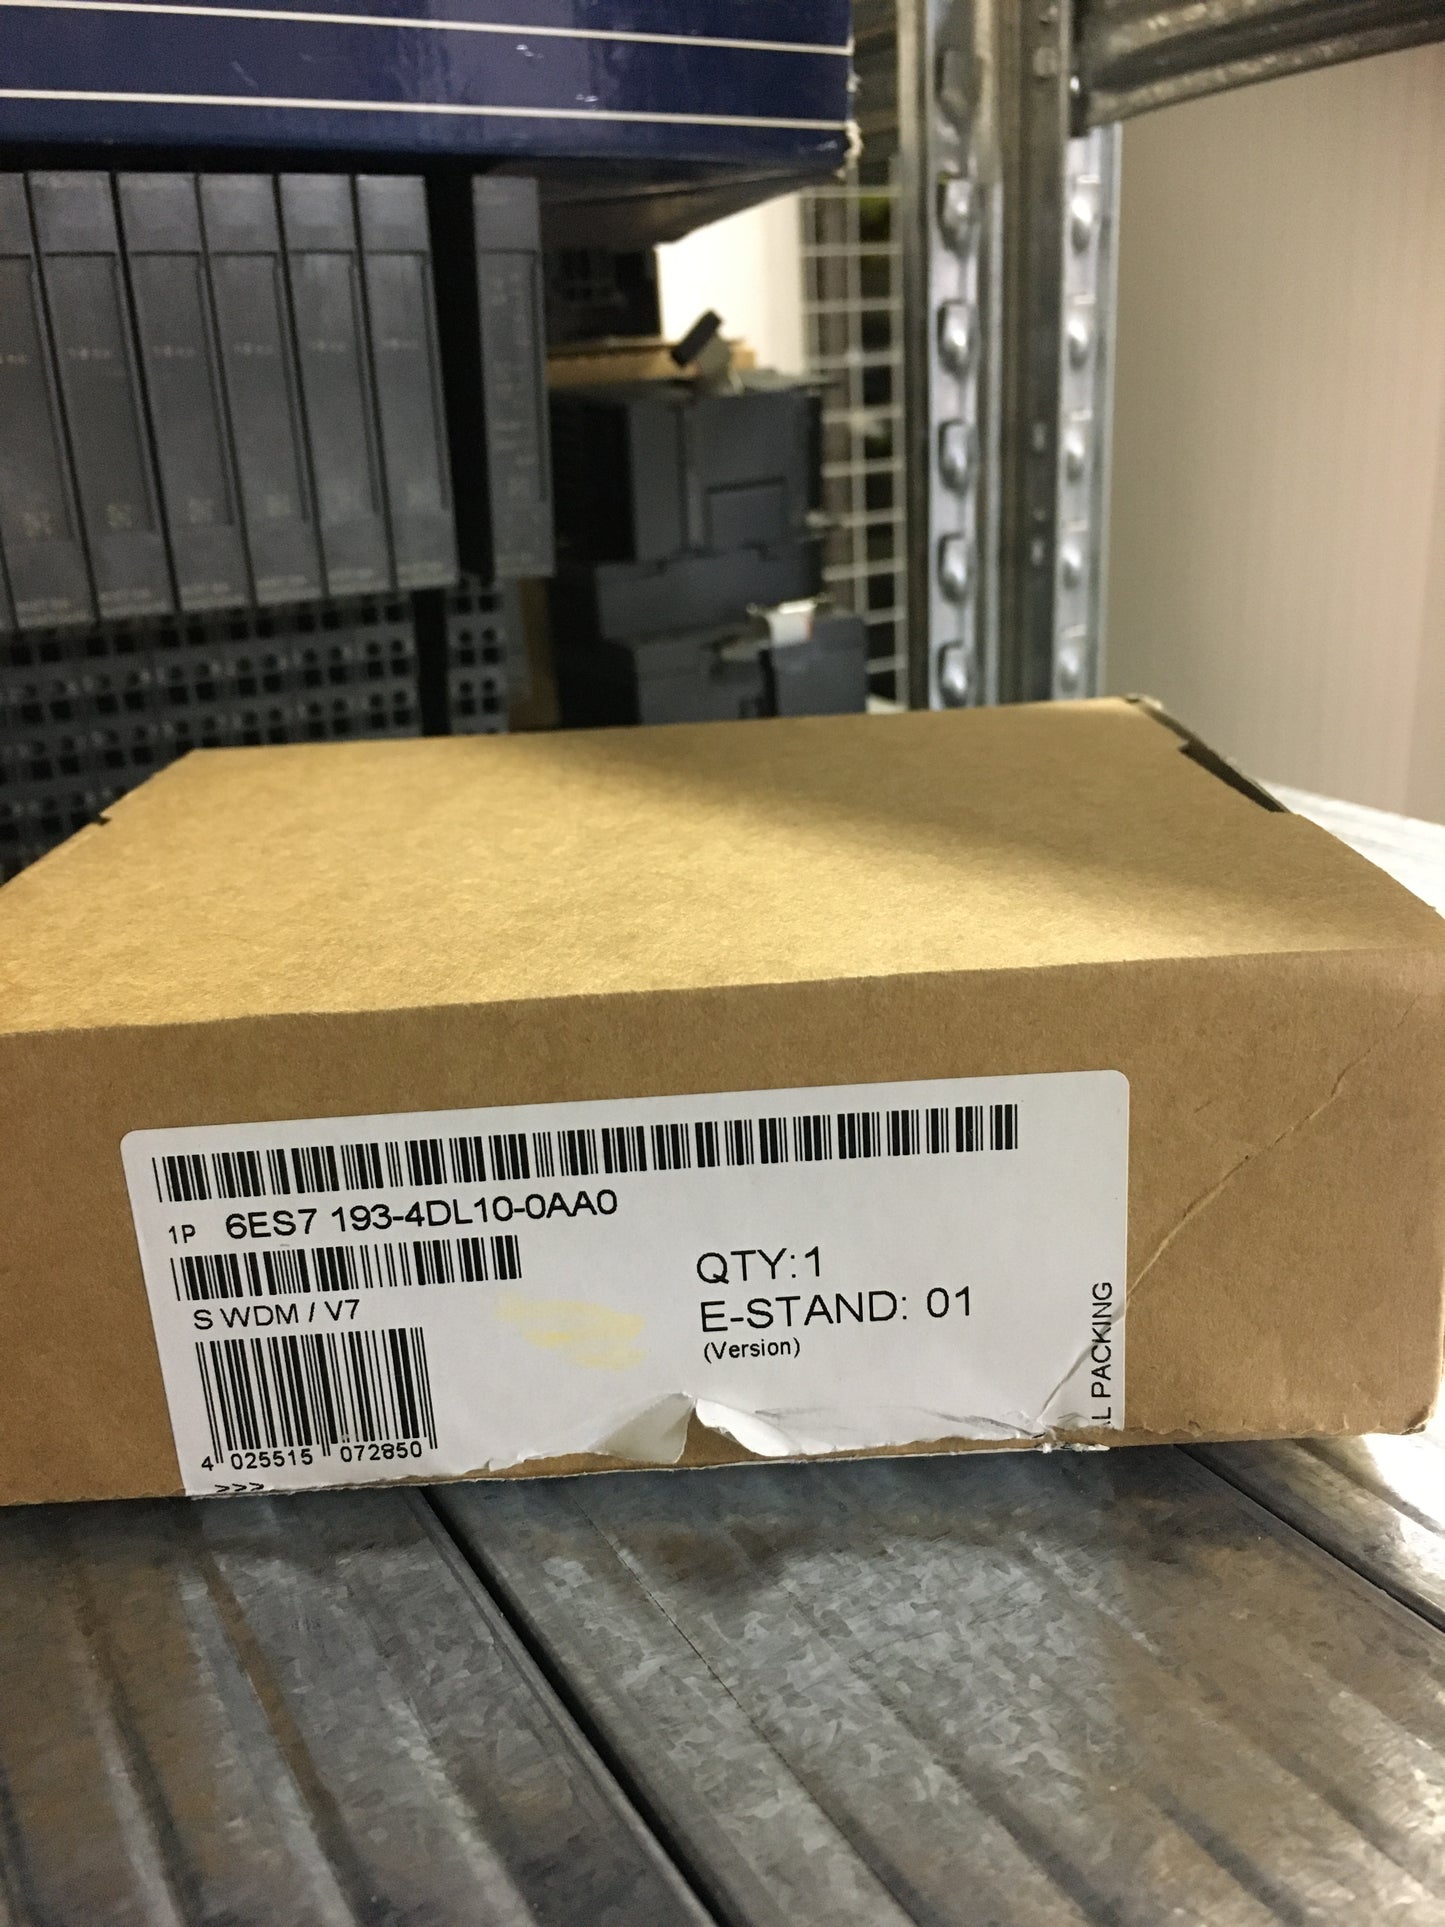 1P 6ES7 193-4DL10-0AA0
S WDM / V7
QTY:1
E-STAND: 01
(Version)
4 025515 072850
>>>
L PACKING